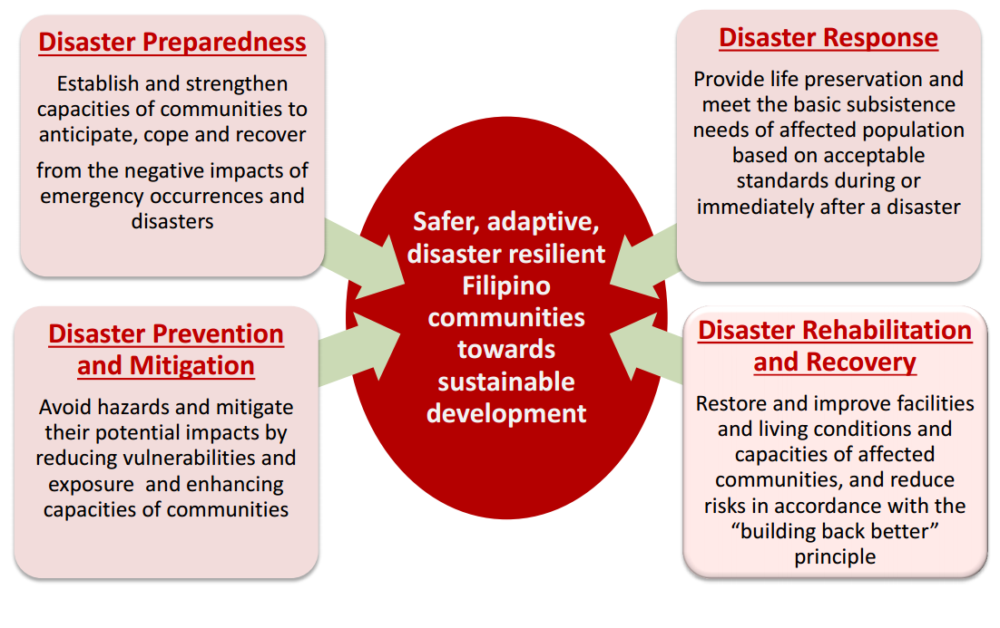 Disaster Preparedness
Establish and strengthen
capacities of communities to
anticipate, cope and recover
from the negative impacts of
emergency occurrences and
disasters
Disaster Response
Provide life preservation and
meet the basic subsistence
needs of affected population
based on acceptable
standards during or
immediately after a disaster
Safer, adaptive,
disaster resilient
Filipino
communities
towards
sustainable
development
Disaster Prevention
and Mitigation
Avoid hazards and mitigate
their potential impacts by
reducing vulnerabilities and
exposure  and enhancing
capacities of communities
Disaster Rehabilitation
and Recovery
Restore and improve facilities
and living conditions and
capacities of affected
communities, and reduce
risks in accordance with the
“building back better”
principle